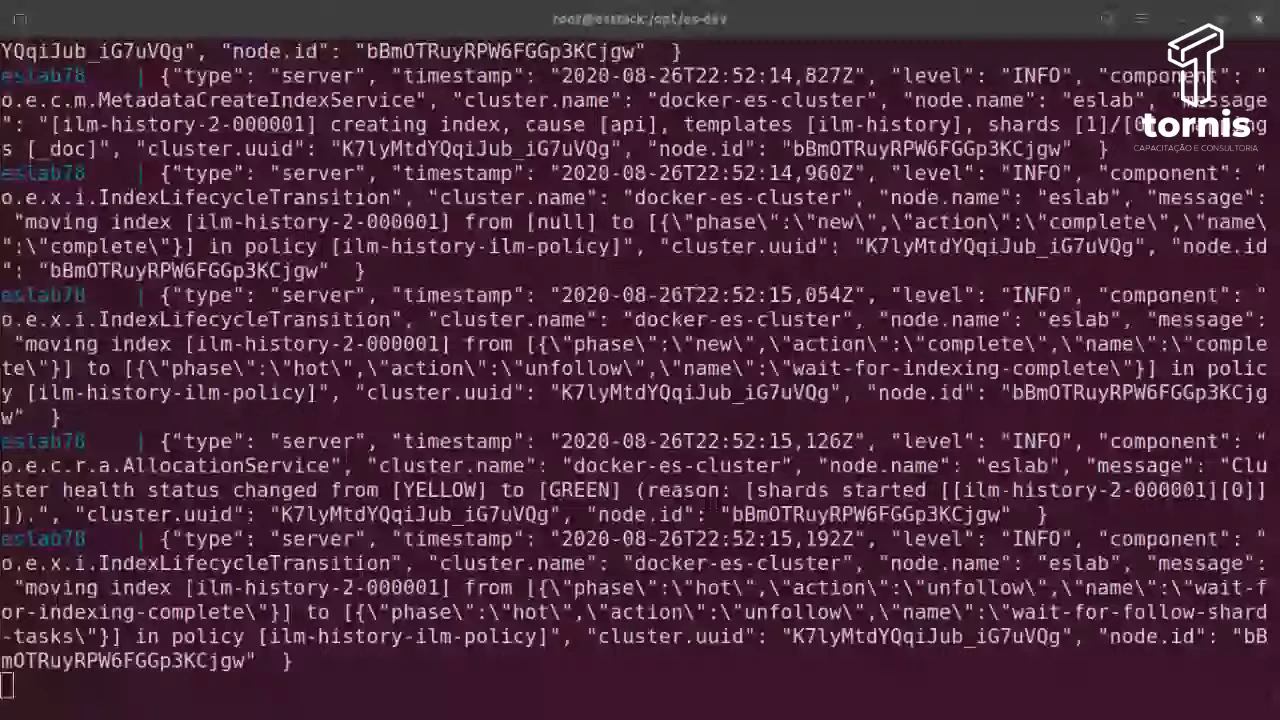 root@esstack:/opt/es-dev
YQqiJub_iG7uVQg", "node.id": "bBmOTRuyRPW6FGGp3KCjgw"  }
eslab78    | {"type": "server", "timestamp": "2020-08-26T22:52:14,827Z", "level": "INFO", "component": "
o.e.c.m.MetadataCreateIndexService", "cluster.name": "docker-es-cluster", "node.name": "eslab", "message
": "[ilm-history-2-000001] creating index, cause [api], templates [ilm-history], shards [1]/[
s [_doc]", "cluster.uuid": "K7lyMtdYQqiJub_iG7uVQg", "node.id": "bBmOTRuyRPW6FGGp3KCjgw"  }
eslab78    | {"type": "server", "timestamp": "2020-08-26T22:52:14,960Z", "level": "INFO", "component": "
o.e.x.i.IndexLifecycleTransition", "cluster.name": "docker-es-cluster", "node.name": "eslab", "message":
 "moving index [ilm-history-2-000001] from [null] to [{\"phase\":\"new\",\"action\":\"complete\",\"name\
":\"complete\"}] in policy [ilm-history-ilm-policy]", "cluster.uuid": "K7lyMtdYQqiJub_iG7uVQg", "node.id
": "bBmOTRuyRPW6FGGp3KCjgw"  }
eslab78    | {"type": "server", "timestamp": "2020-08-26T22:52:15,054Z", "level": "INFO", "component": "
o.e.x.i.IndexLifecycleTransition", "cluster.name": "docker-es-cluster", "node.name": "eslab", "message":
 "moving index [ilm-history-2-000001] from [{\"phase\":\"new\",\"action\":\"complete\",\"name\":\"comple
te\"}] to [{\"phase\":\"hot\",\"action\":\"unfollow\",\"name\":\"wait-for-indexing-complete\"}] in polic
y [ilm-history-ilm-policy]", "cluster.uuid": "K7lyMtdYQqiJub_iG7uVQg", "node.id": "bBmOTRuyRPW6FGGp3KCjg
w"  }
eslab78    | {"type": "server", "timestamp": "2020-08-26T22:52:15,126Z", "level": "INFO", "component": "
o.e.c.r.a.AllocationService", "cluster.name": "docker-es-cluster", "node.name": "eslab", "message": "Clu
ster health status changed from [YELLOW] to [GREEN] (reason: [shards started [[ilm-history-2-000001][0]]
]).", "cluster.uuid": "K7lyMtdYQqiJub_iG7uVQg", "node.id": "bBmOTRuyRPW6FGGp3KCjgw"  }
eslab78    | {"type": "server", "timestamp": "2020-08-26T22:52:15,192Z", "level": "INFO", "component": "
o.e.x.i.IndexLifecycleTransition", "cluster.name": "docker-es-cluster", "node.name": "eslab", "message":
 "moving index [ilm-history-2-000001] from [{\"phase\":\"hot\",\"action\":\"unfollow\",\"name\":\"wait-f
or-indexing-complete\"}] to [{\"phase\":\"hot\",\"action\":\"unfollow\",\"name\":\"wait-for-follow-shard
-tasks\"}] in policy [ilm-history-ilm-policy]", "cluster.uuid": "K7lyMtdYQqiJub_iG7uVQg", "node.id": "bB
mOTRuyRPW6FGGp3KCjgw"  }
tornis
CAPACITAÇÃO E CONSULTORIA